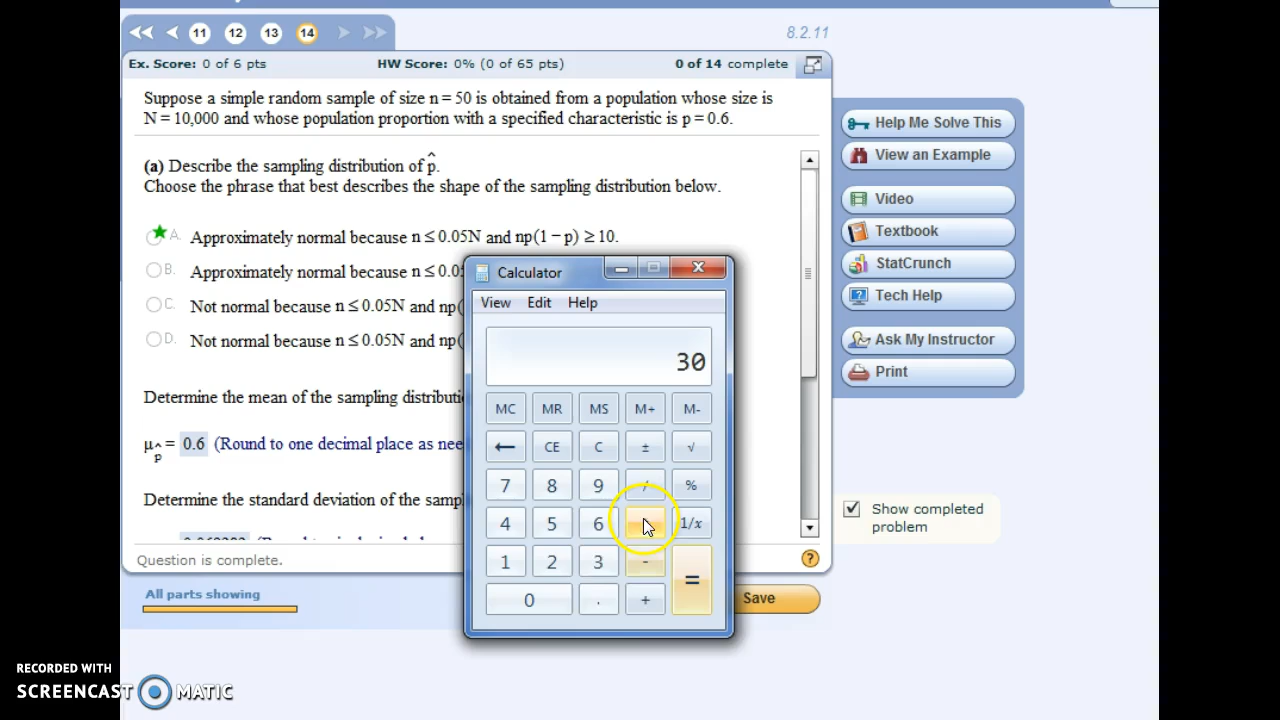 11 12 13 14
8.2.11
Ex. Score: 0 of 6 pts HW Score: 0% (0 of 65 pts) 0 of 14 complete
Suppose a simple random sample of size n = 50 is obtained from a population whose size is
N = 10,000 and whose population proportion with a specified characteristic is p = 0.6.
(a) Describe the sampling distribution of p̂.
Choose the phrase that best describes the shape of the sampling distribution below.
A. Approximately normal because n ≤ 0.05N and np(1 − p) ≥ 10.
B. Approximately normal because n ≤ 0.0
C. Not normal because n ≤ 0.05N and np(
D. Not normal because n ≤ 0.05N and np(
Determine the mean of the sampling
μp̂ = 0.6 (Round to one decimal place as
Determine the standard deviation of the
Question is complete.
All parts showing
Save
Help Me Solve This
View an Example
Video
Textbook
StatCrunch
Tech Help
Ask My Instructor
Print
Show completed
problem
?
Calculator
View Edit Help
30
MC MR MS M+ M-
← CE C ± √
7 8 9 / %
4 5 6 1/x
1 2 3 - =
0 . +
RECORDED WITH
SCREENCAST MATIC